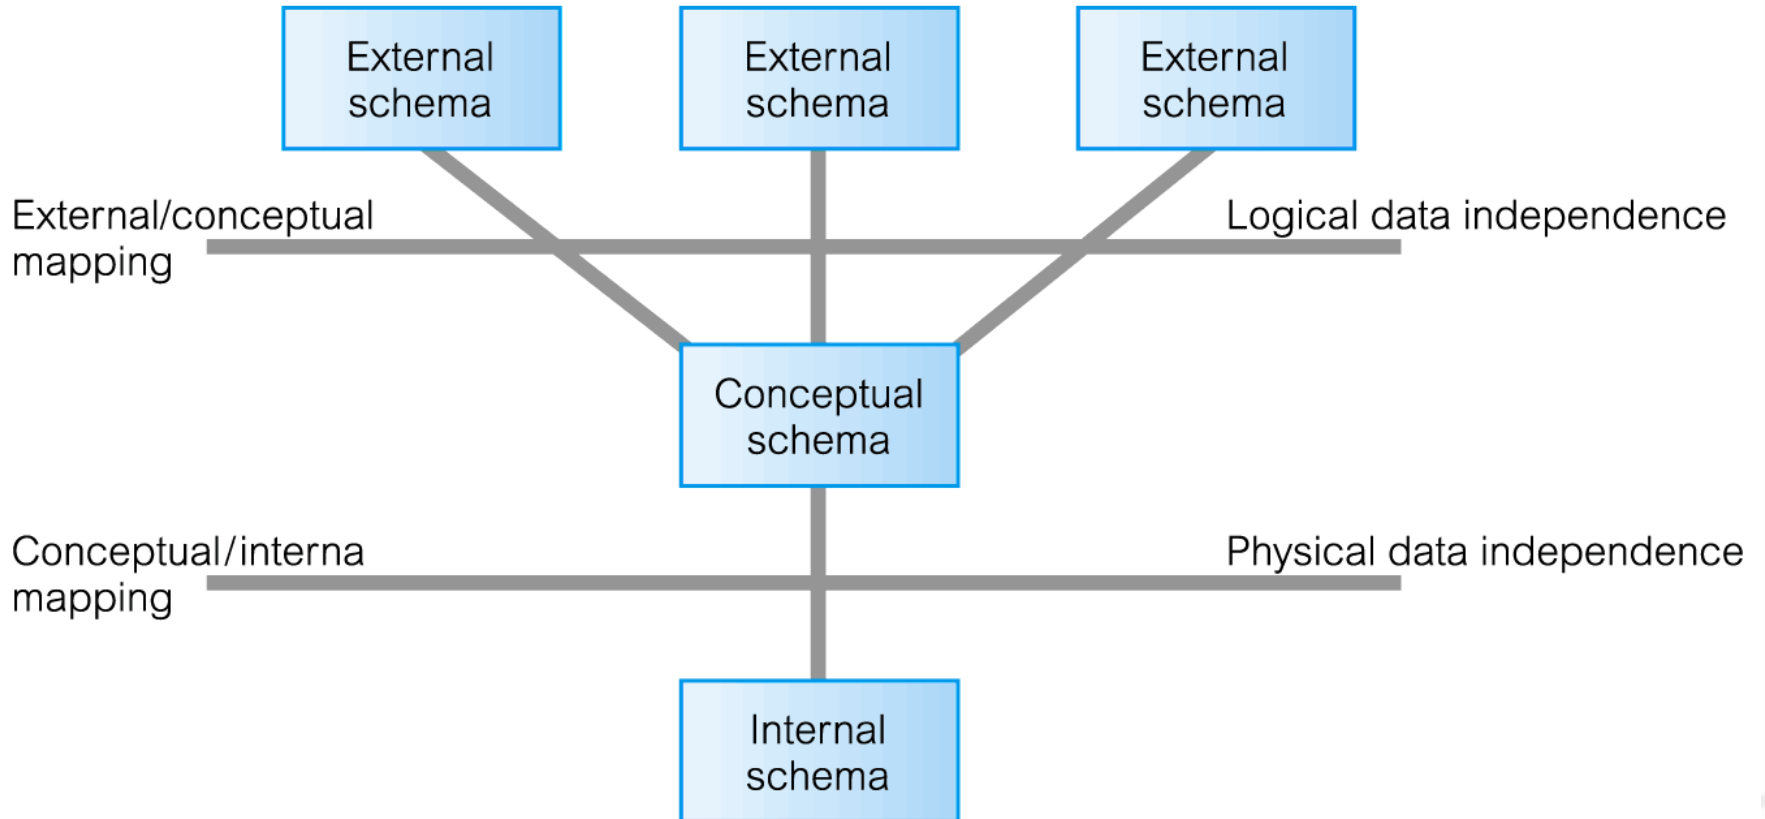 External
schema
External
schema
External
schema
External/conceptual
mapping
Logical data independence
Conceptual
schema
Conceptual/interna
mapping
Physical data independence
Internal
schema